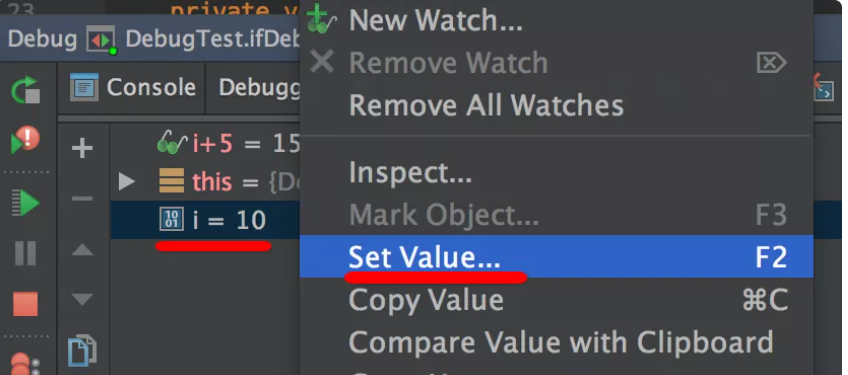 23
private v
New Watch...
Debug DebugTest.ifDeb
Remove Watch
Console Debugg
Remove All Watches
i+5 = 15
this = {D
Inspect...
i = 10
Mark Object... F3
Set Value... F2
Copy Value ⌘C
Compare Value with Clipboard